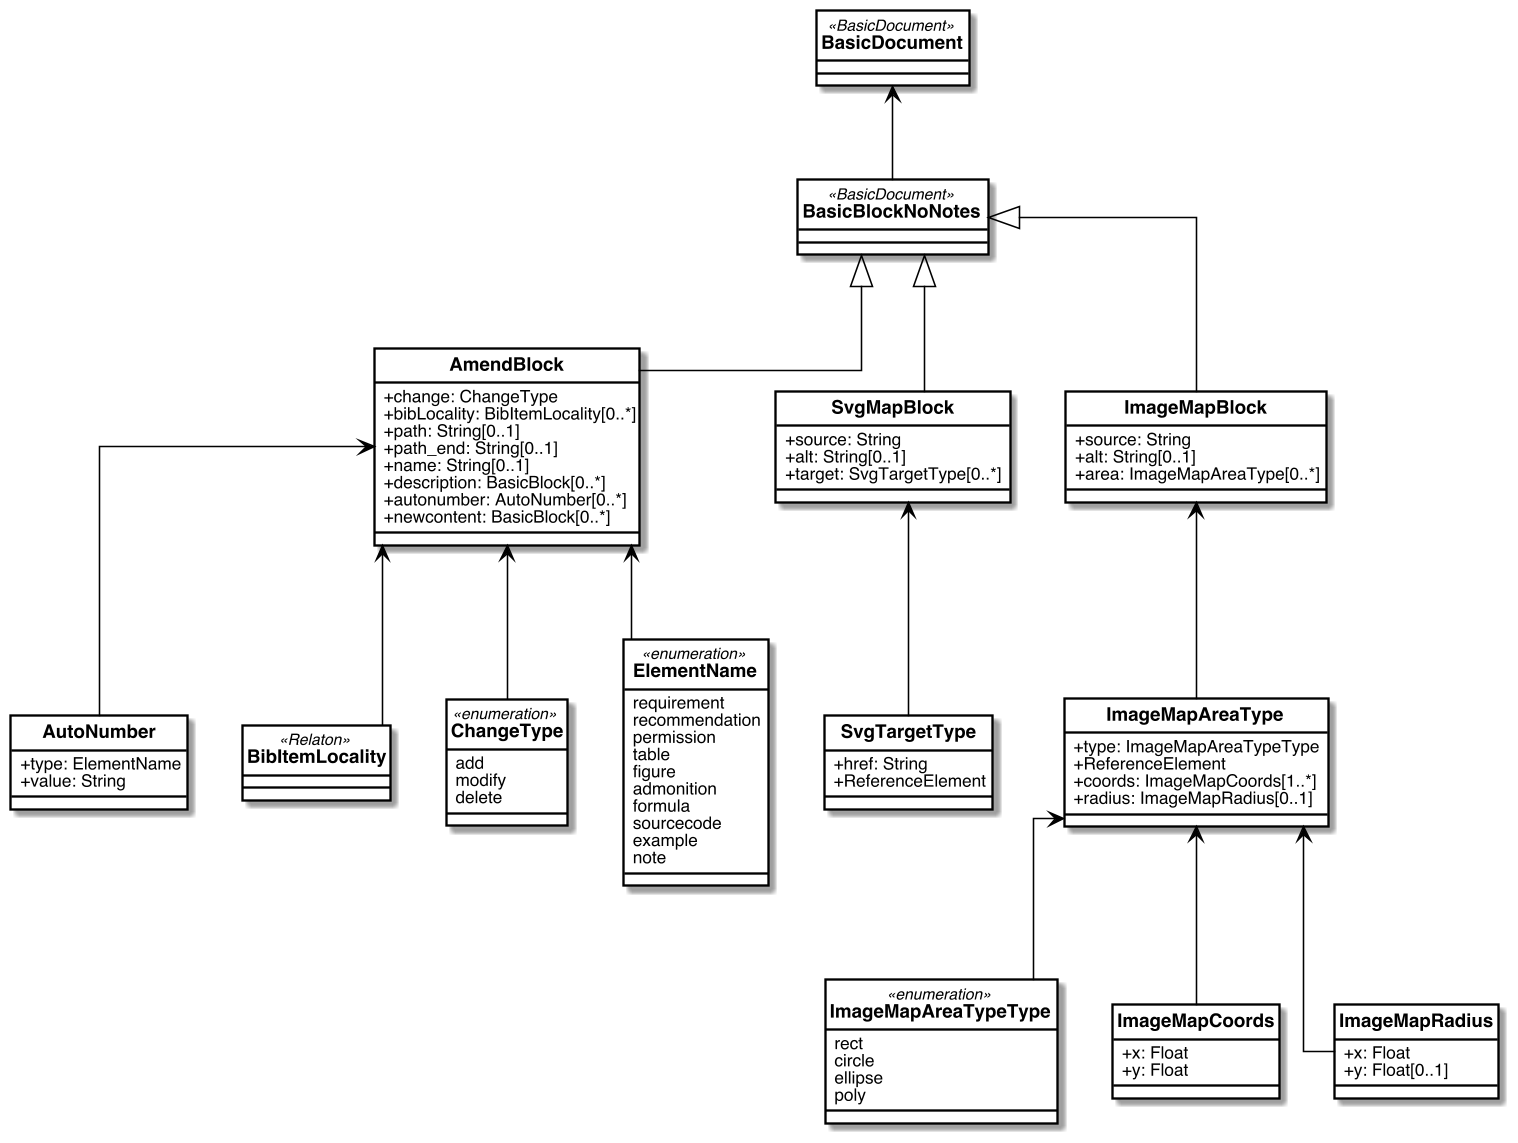 «BasicDocument»
BasicDocument
«BasicDocument»
BasicBlockNoNotes
AmendBlock
+change: ChangeType
+bibLocality: BibItemLocality[0..*]
+path: String[0..1]
+path_end: String[0..1]
+name: String[0..1]
+description: BasicBlock[0..*]
+autonumber: AutoNumber[0..*]
+newcontent: BasicBlock[0..*]
SvgMapBlock
+source: String
+alt: String[0..1]
+target: SvgTargetType[0..*]
ImageMapBlock
+source: String
+alt: String[0..1]
+area: ImageMapAreaType[0..*]
AutoNumber
+type: ElementName
+value: String
«Relaton»
BibItemLocality
«enumeration»
ChangeType
add
modify
delete
«enumeration»
ElementName
requirement
recommendation
permission
table
figure
admonition
formula
sourcecode
example
note
SvgTargetType
+href: String
+ReferenceElement
ImageMapAreaType
+type: ImageMapAreaTypeType
+ReferenceElement
+coords: ImageMapCoords[1..*]
+radius: ImageMapRadius[0..1]
«enumeration»
ImageMapAreaTypeType
rect
circle
ellipse
poly
ImageMapCoords
+x: Float
+y: Float
ImageMapRadius
+x: Float
+y: Float[0..1]